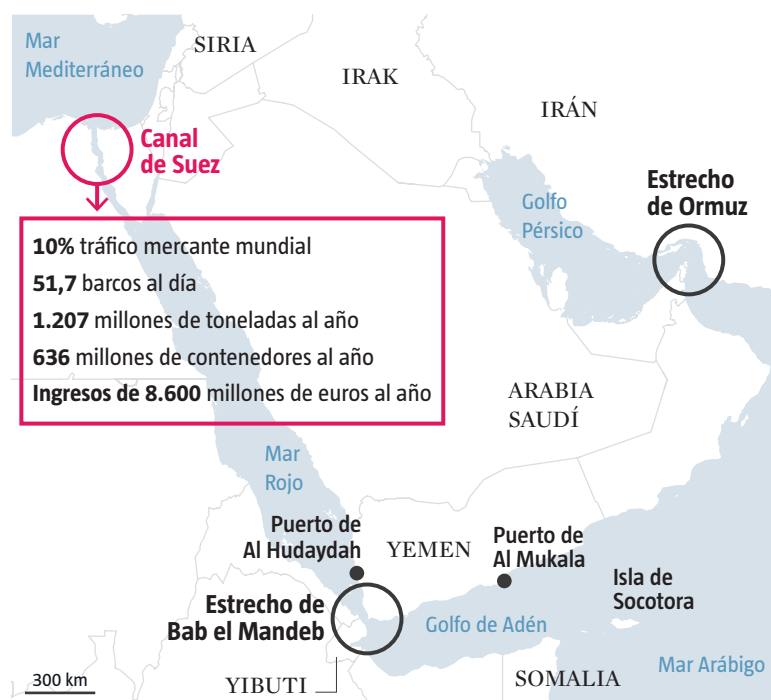 Mar
Mediterráneo
SIRIA
IRAK
IRÁN
Canal
de Suez
Estrecho
de Ormuz
Golfo
Pérsico
10% tráfico mercante mundial
51,7 barcos al día
1.207 millones de toneladas al año
636 millones de contenedores al año
Ingresos de 8.600 millones de euros al año
ARABIA
SAUDÍ
Mar
Rojo
Puerto de
Al Hudaydah
YEMEN
Puerto de
Al Mukala
Isla de
Socotora
Estrecho de
Bab el Mandeb
Golfo de Adén
Mar Arábigo
300 km
YIBUTI
SOMALIA